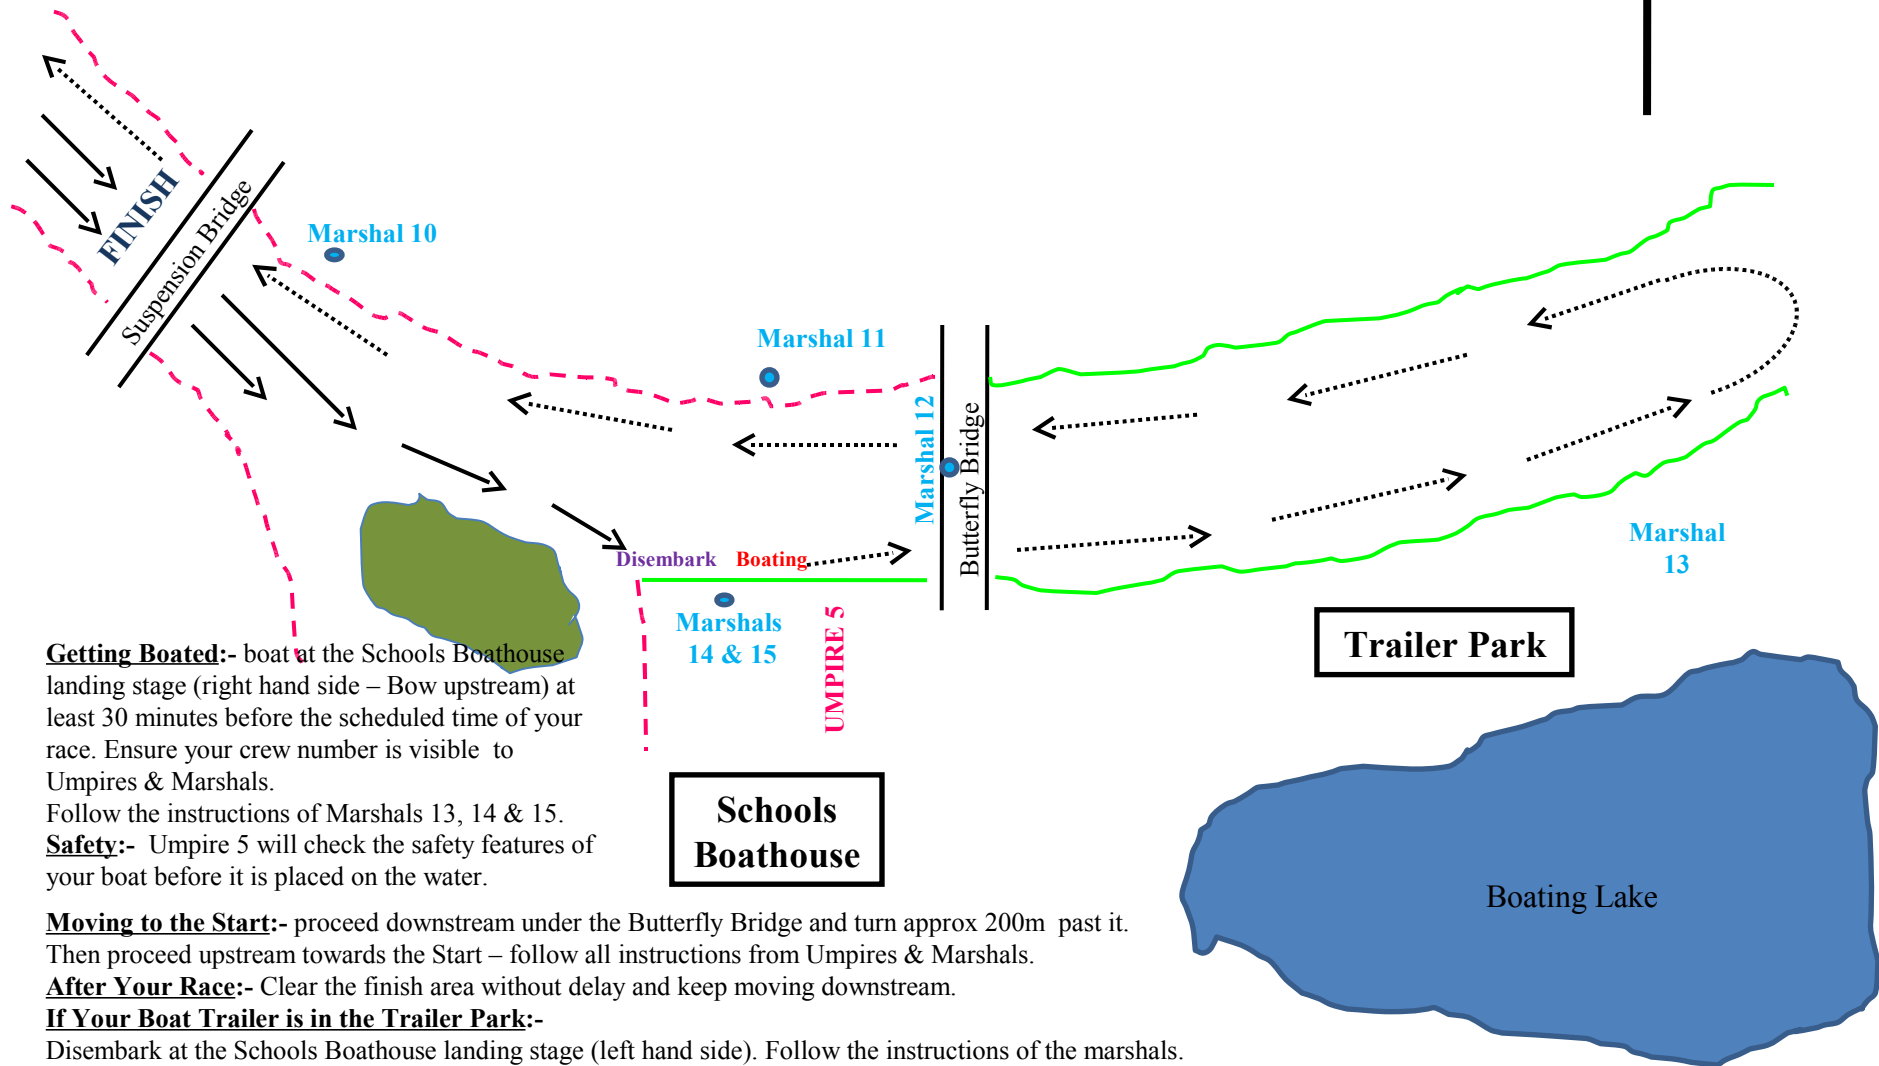 FINISH
Suspension Bridge
Marshal 10
Marshal 11
Marshal 12
Butterfly Bridge
Disembark Boating
Marshals
14 & 15
UMPIRE 5
Marshal
13
Trailer Park
Schools
Boathouse
Boating Lake
Getting Boated:- boat at the Schools Boathouse
landing stage (right hand side – Bow upstream) at
least 30 minutes before the scheduled time of your
race. Ensure your crew number is visible to
Umpires & Marshals.
Follow the instructions of Marshals 13, 14 & 15.
Safety:- Umpire 5 will check the safety features of
your boat before it is placed on the water.
Moving to the Start:- proceed downstream under the Butterfly Bridge and turn approx 200m past it.
Then proceed upstream towards the Start – follow all instructions from Umpires & Marshals.
After Your Race:- Clear the finish area without delay and keep moving downstream.
If Your Boat Trailer is in the Trailer Park:-
Disembark at the Schools Boathouse landing stage (left hand side). Follow the instructions of the marshals.